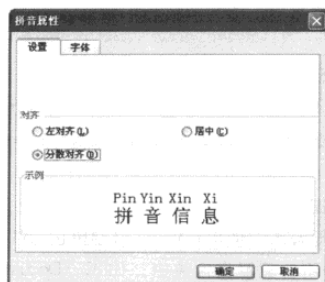 拼音属性
设置 字体
对齐
左对齐(L) 居中(C)
分散对齐(D)
示例
Pin Yin Xin Xi
拼音信息
确定 取消